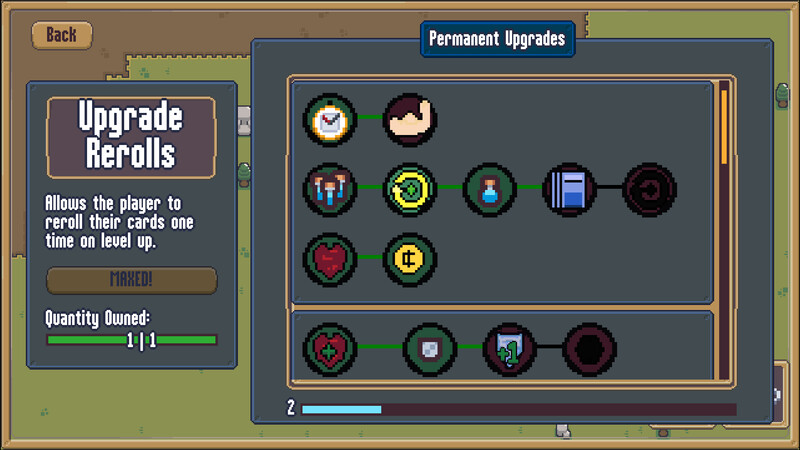 Back
Permanent Upgrades
Upgrade
Rerolls
Allows the player to
reroll their cards one
time on level up.
MAXED!
Quantity Owned:
1|1
+1
2